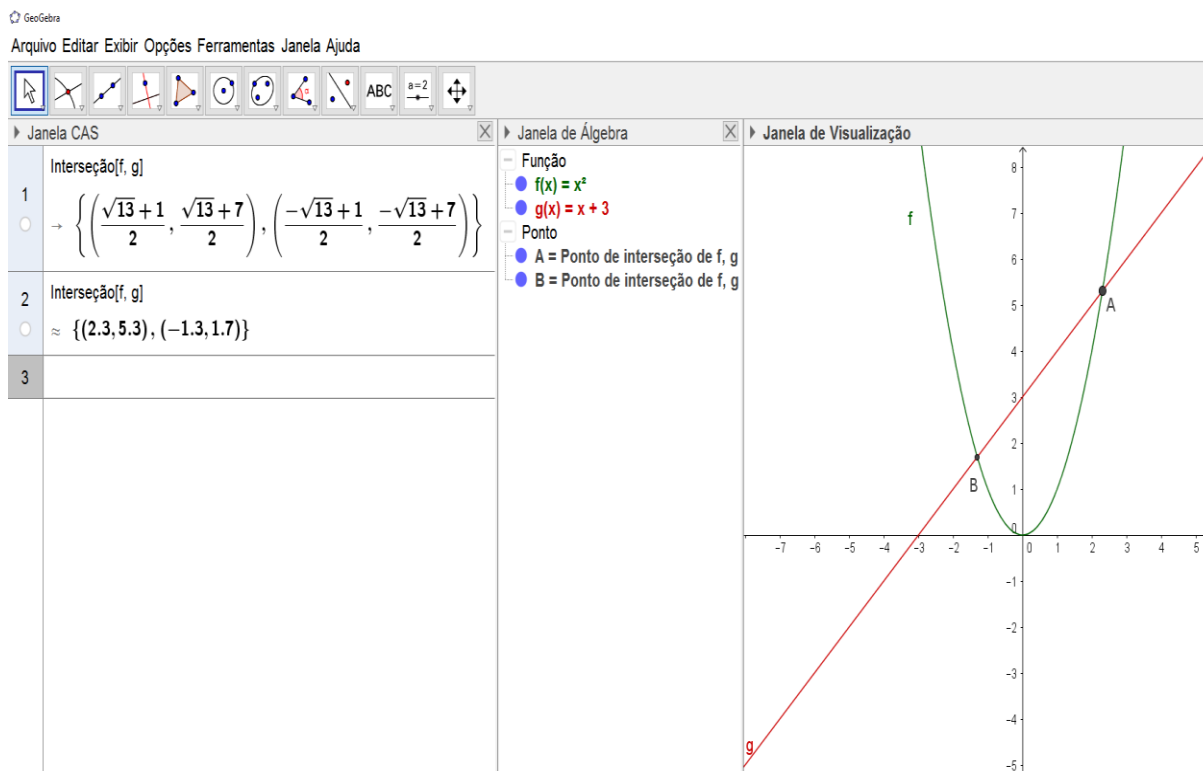 GeoGebra
Arquivo Editar Exibir Opções Ferramentas Janela Ajuda
ABC a=2
Janela CAS
1
Interseção[f, g]
→ {((√13 + 1)/2, (√13 + 7)/2), ((−√13 + 1)/2, (−√13 + 7)/2)}
2
Interseção[f, g]
≈ {(2.3, 5.3), (−1.3, 1.7)}
3
Janela de Álgebra
Função
f(x) = x²
g(x) = x + 3
Ponto
A = Ponto de interseção de f, g
B = Ponto de interseção de f, g
Janela de Visualização
8
f
7
6
5
A
4
3
2
B
1
0
−7 −6 −5 −4 −3 −2 −1 0 1 2 3 4 5
−1
−2
−3
−4
g
−5